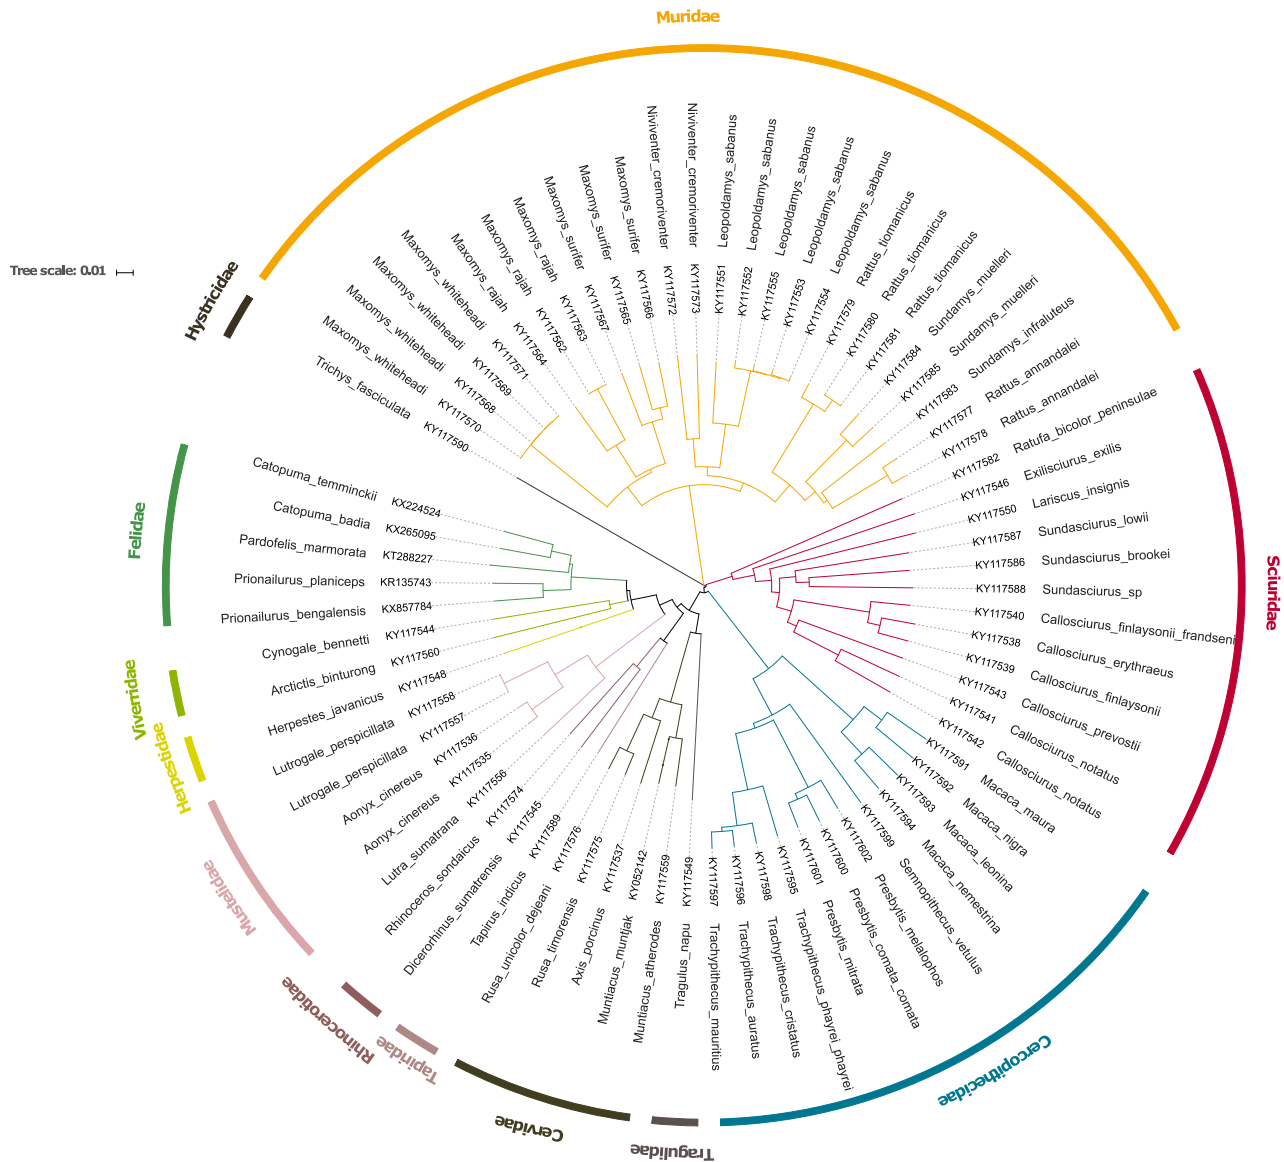 Muridae
Tree scale: 0.01
Hystricidae
Felidae
Viverridae
Herpestidae
Mustelidae
Rhinocerotidae
Tapiridae
Cervidae
Tragulidae
Cercopithecidae
Sciuridae
Trichys_fasciculata KY117590
Maxomys_whiteheadi KY117570
Maxomys_whiteheadi KY117568
Maxomys_whiteheadi KY117569
Maxomys_whiteheadi KY117571
Maxomys_rajah KY117564
Maxomys_rajah KY117562
Maxomys_rajah KY117563
Maxomys_surifer KY117567
Maxomys_surifer KY117565
Maxomys_surifer KY117566
Niviventer_cremoriventer KY117572
Niviventer_cremoriventer KY117573
KY117551 Leopoldamys_sabanus
KY117552 Leopoldamys_sabanus
KY117555 Leopoldamys_sabanus
KY117553 Leopoldamys_sabanus
KY117554 Leopoldamys_sabanus
KY117579 Rattus_tiomanicus
KY117580 Rattus_tiomanicus
KY117581 Rattus_tiomanicus
KY117584 Sundamys_muelleri
KY117585 Sundamys_muelleri
KY117583 Sundamys_infraluteus
KY117577 Rattus_annandalei
KY117578 Rattus_annandalei
KY117582 Ratufa_bicolor_peninsulae
KY117546 Exilisciurus_exilis
KY117550 Lariscus_insignis
KY117587 Sundasciurus_lowii
KY117586 Sundasciurus_brookei
KY117588 Sundasciurus_sp
KY117540 Callosciurus_finlaysonii_frandseni
KY117538 Callosciurus_erythraeus
KY117539 Callosciurus_finlaysonii
KY117543 Callosciurus_prevostii
KY117541 Callosciurus_notatus
KY117542 Callosciurus_notatus
KY117591 Macaca_maura
KY117592 Macaca_nigra
KY117593 Macaca_leonina
KY117594 Macaca_nemestrina
KY117599 Semnopithecus_vetulus
KY117602 Presbytis_melalophos
KY117600 Presbytis_comata_comata
KY117601 Presbytis_mitrata
KY117595 Trachypithecus_phayrei_phayrei
KY117598 Trachypithecus_cristatus
KY117596 Trachypithecus_auratus
KY117597 Trachypithecus_mauritius
Tragulus_napu KY117549
Muntiacus_atherodes KY117559
Muntiacus_muntjak KY052142
Axis_porcinus KY117537
Rusa_timorensis KY117575
Rusa_unicolor_dejeani KY117576
Tapirus_indicus KY117589
Dicerorhinus_sumatrensis KY117545
Rhinoceros_sondaicus KY117574
Lutra_sumatrana KY117556
Aonyx_cinereus KY117535
Aonyx_cinereus KY117536
Lutrogale_perspicillata KY117557
Lutrogale_perspicillata KY117558
Herpestes_javanicus KY117548
Arctictis_binturong KY117560
Cynogale_bennetti KY117544
Prionailurus_bengalensis KX857784
Prionailurus_planiceps KR135743
Pardofelis_marmorata KT288227
Catopuma_badia KX265095
Catopuma_temminckii KX224524